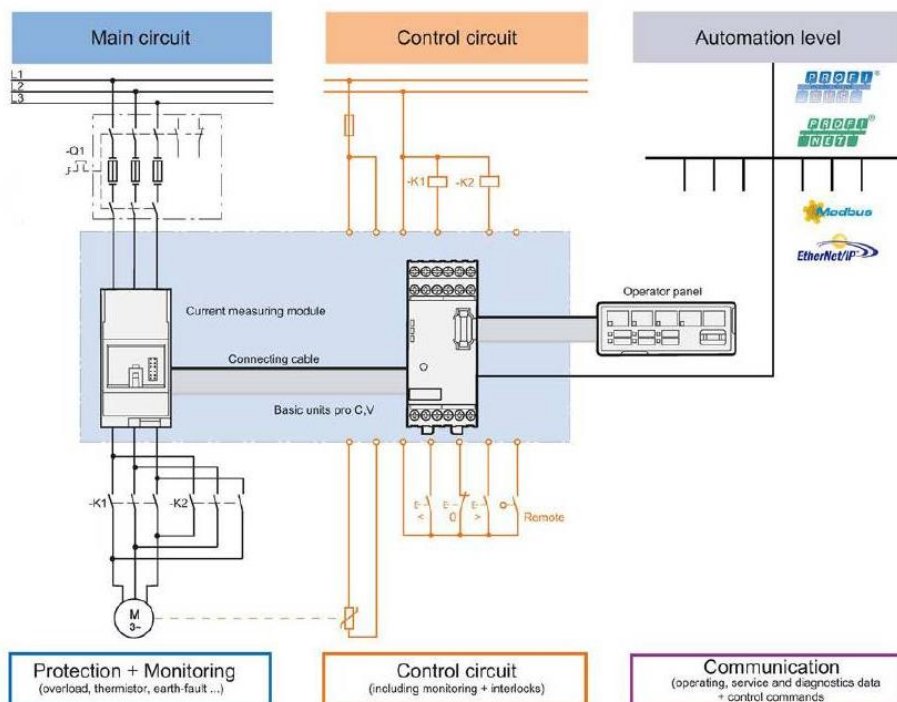 Main circuit
Control circuit
Automation level
L1
L2
L3
PROFI®
BUS
PROFI®
NET
-Q1
-K1
-K2
Modbus
EtherNet/IP™
Operator panel
Current measuring module
Connecting cable
Basic units pro C,V
-K1
-K2
E-
E-
E-
<
0
>
Remote
M
3~
Protection + Monitoring
(overload, thermistor, earth-fault ...)
Control circuit
(including monitoring + interlocks)
Communication
(operating, service and diagnostics data
+ control commands